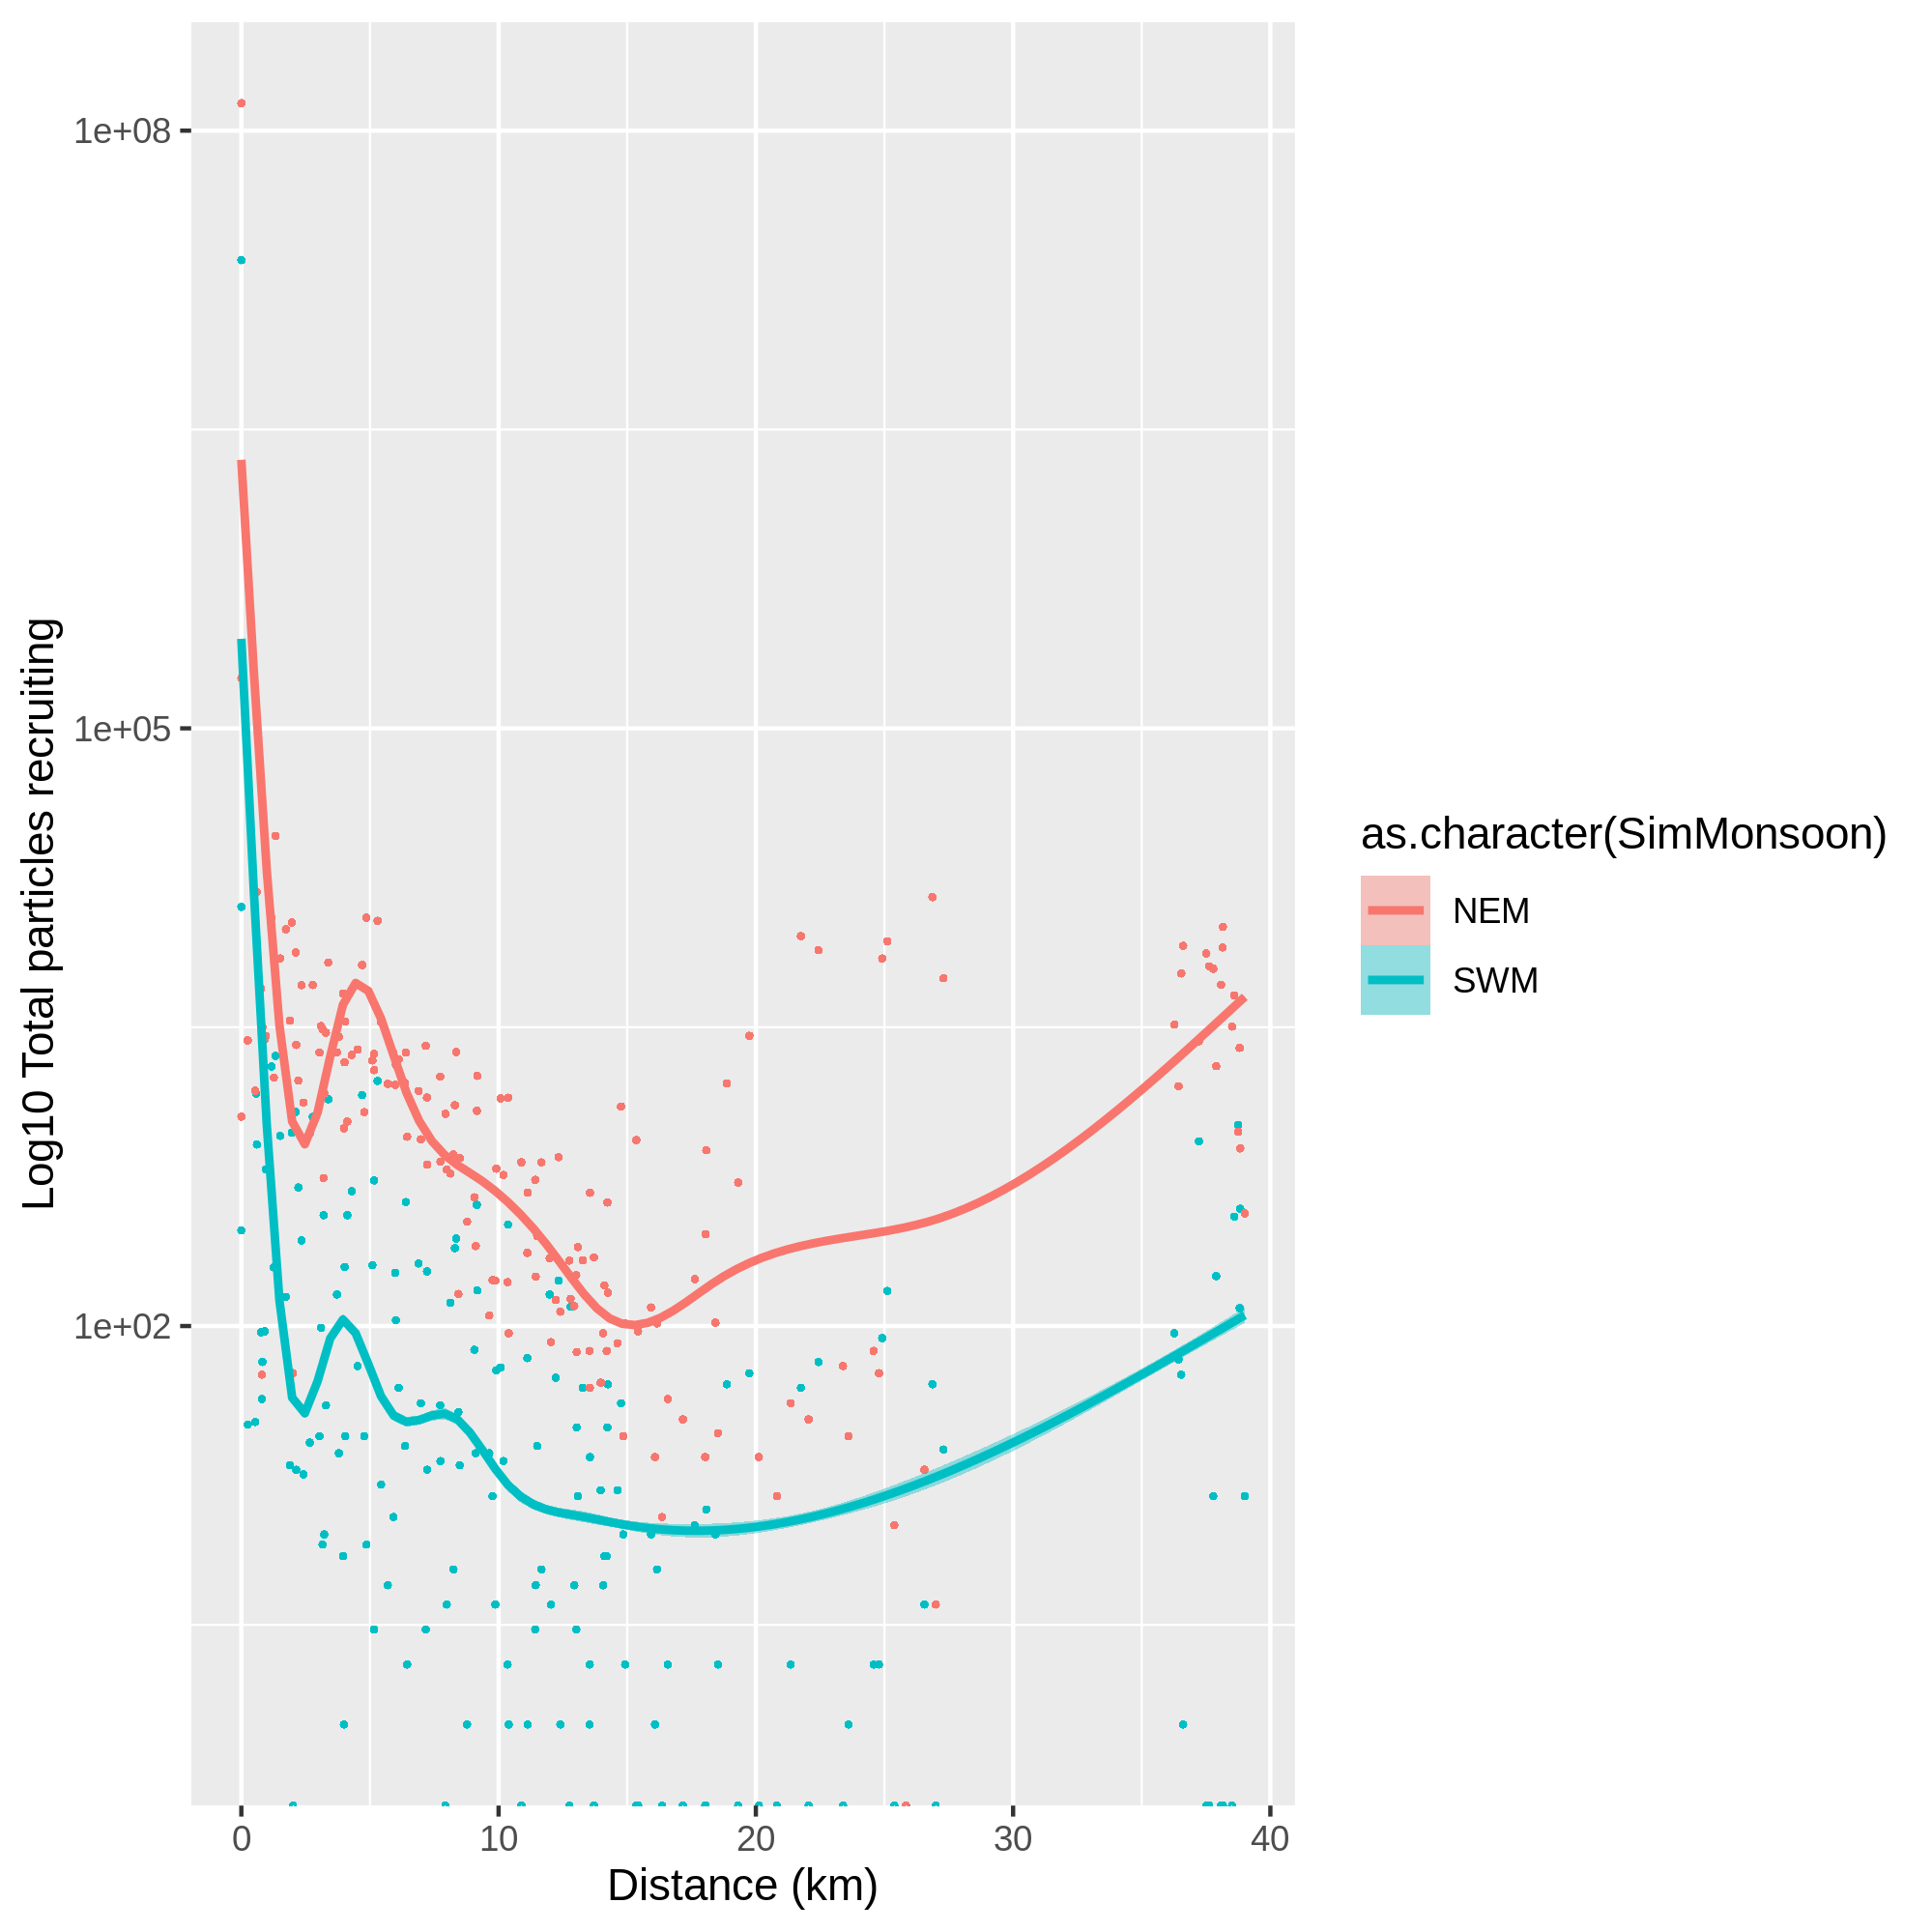 Log10 Total particles recruiting
1e+08
1e+05
1e+02
0 10 20 30 40
Distance (km)
as.character(SimMonsoon)
NEM
SWM